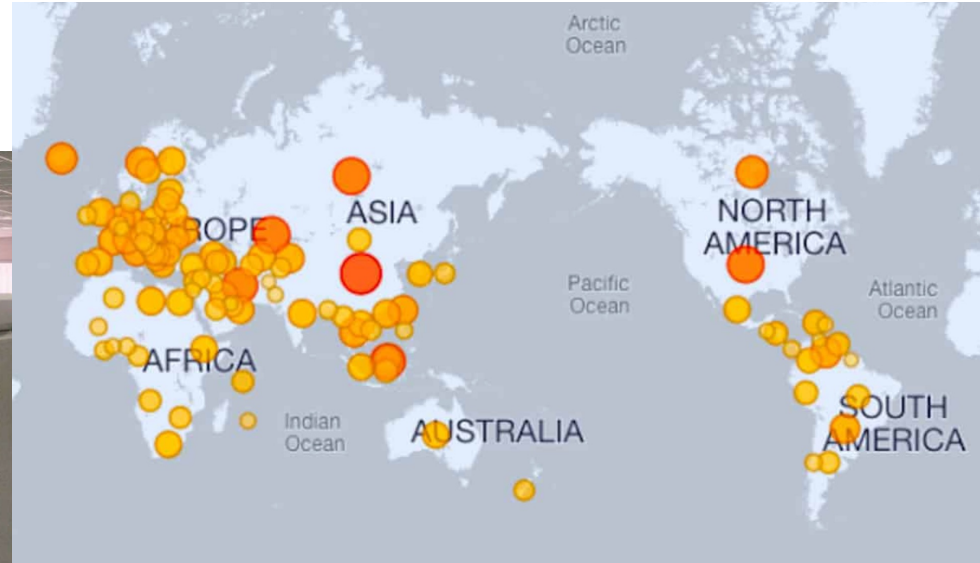 Arctic
Ocean
ASIA
ROPE
NORTH
AMERICA
Pacific
Ocean
Atlantic
Ocean
AFRICA
Indian
Ocean
AUSTRALIA
SOUTH
AMERICA